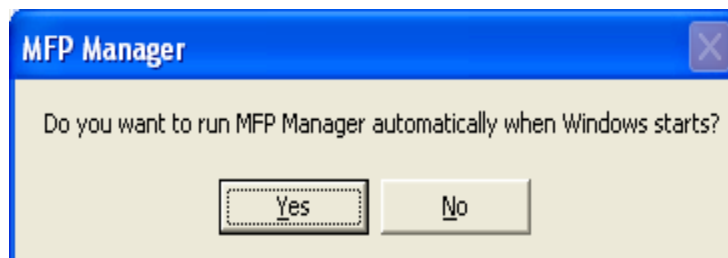 MFP Manager
Do you want to run MFP Manager automatically when Windows starts?
Yes No